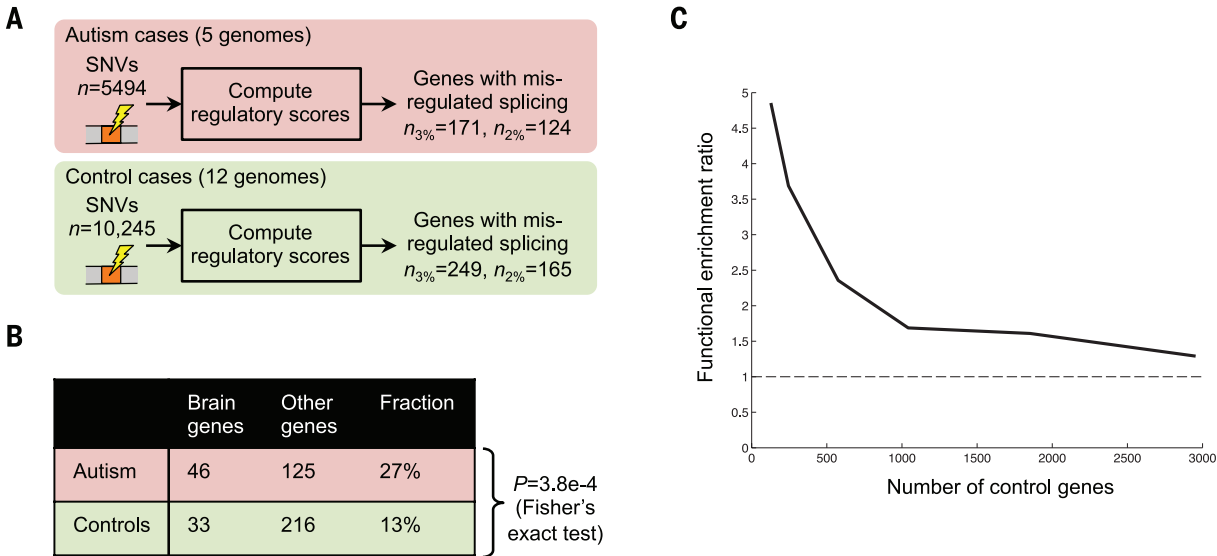 A
Autism cases (5 genomes)
SNVs
n=5494
Compute
regulatory scores
Genes with mis-
regulated splicing
n3%=171, n2%=124
Control cases (12 genomes)
SNVs
n=10,245
Compute
regulatory scores
Genes with mis-
regulated splicing
n3%=249, n2%=165
B
Brain
genes
Other
genes
Fraction
Autism 46 125 27%
Controls 33 216 13%
P=3.8e-4
(Fisher's
exact test)
C
Functional enrichment ratio
5
4.5
4
3.5
3
2.5
2
1.5
1
0.5
0
0 500 1000 1500 2000 2500 3000
Number of control genes